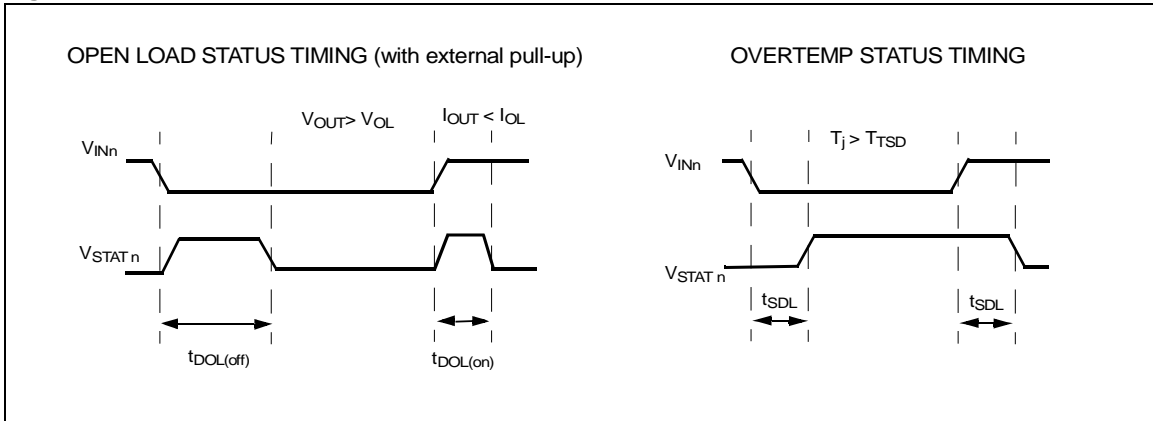 OPEN LOAD STATUS TIMING (with external pull-up)
VOUT> VOL
IOUT < IOL
VINn
VSTAT n
tDOL(off)
tDOL(on)
OVERTEMP STATUS TIMING
Tj > TTSD
VINn
VSTAT n
tSDL
tSDL